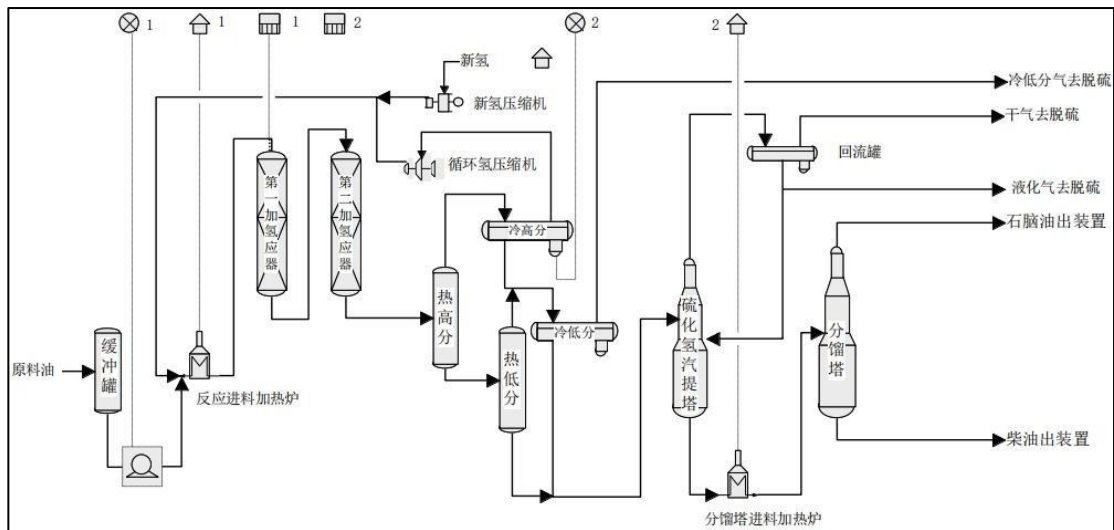 1
1
1
2
2
2
新氢
新氢压缩机
循环氢压缩机
冷低分气去脱硫
干气去脱硫
回流罐
液化气去脱硫
石脑油出装置
第一加氢应器
第二加氢应器
冷高分
热高分
冷低分
热低分
硫化氢汽提塔
分馏塔
缓冲罐
原料油
反应进料加热炉
柴油出装置
分馏塔进料加热炉